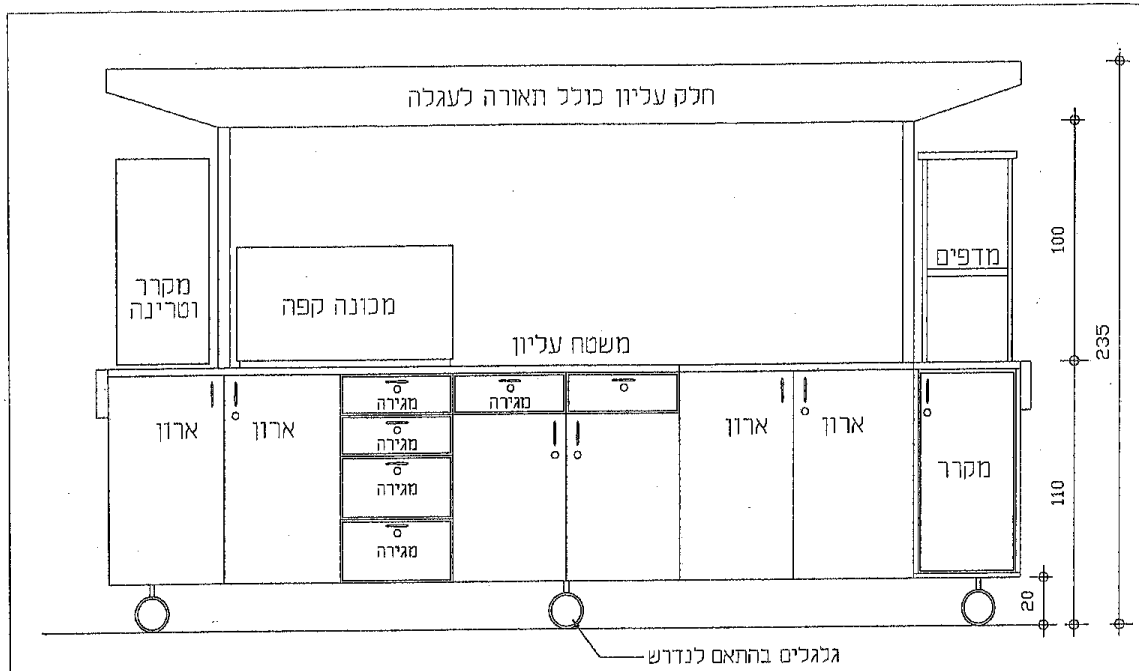 חלק עליון כולל תאורה לעגלה
מקרר
וטרינה
מכונה קפה
משטח עליון
מדפים
100
235
ארון
ארון
מגירה
מגירה
מגירה
מגירה
מגירה
ארון
ארון
מקרר
110
20
גלגלים בהתאם לנדרש